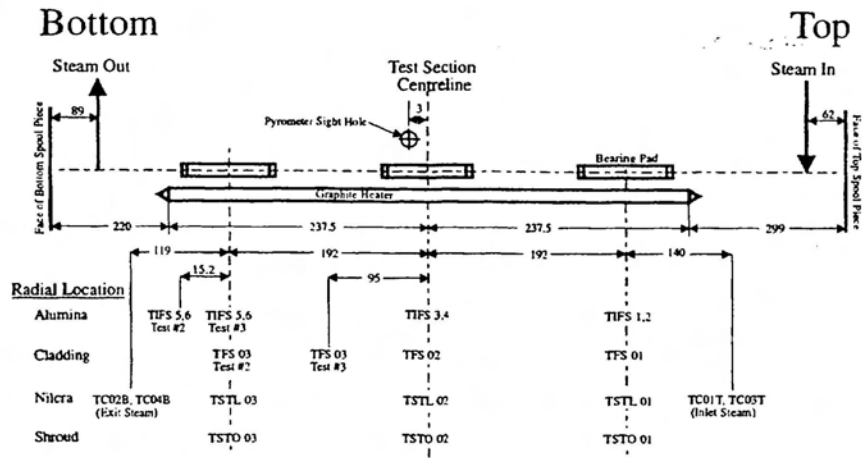 Bottom
Top
Steam Out
Test Section
Centreline
Steam In
89
3
62
Pyrometer Sight Hole
Face of Bottom Spool Piece
Bearing Pad
Face of Top Spool Piece
Graphite Heater
220
237.5
237.5
299
119
192
192
140
15.2
95
Radial Location
Alumina
TIFS 5,6
Test #2
TIFS 5,6
Test #3
TIFS 3,4
TIFS 1,2
Cladding
TFS 03
Test #2
TFS 03
Test #3
TFS 02
TFS 01
Nilcra
TC02B, TC04B
(Exit Steam)
TSTL 03
TSTL 02
TSTL 01
TC01T, TC03T
(Inlet Steam)
Shroud
TSTO 03
TSTO 02
TSTO 01